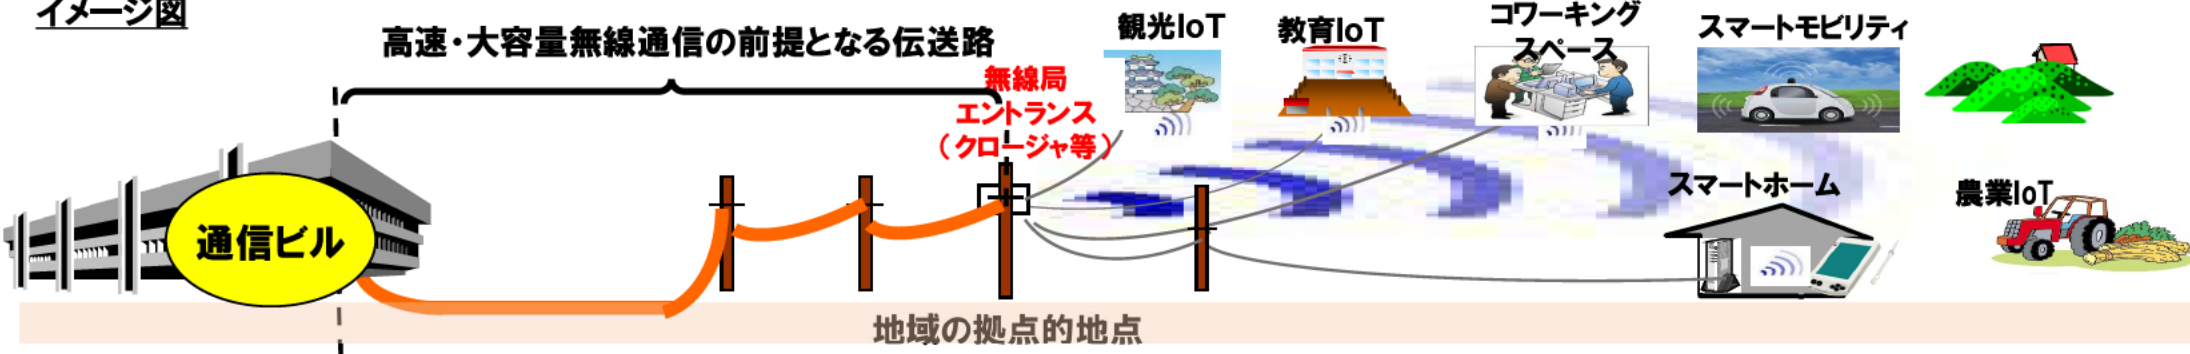 イメージ図
高速・大容量無線通信の前提となる伝送路
無線局
エントランス
（クロージャ等）
観光IoT
教育IoT
コワーキング
スペース
スマートモビリティ
通信ビル
スマートホーム
農業IoT
地域の拠点的地点